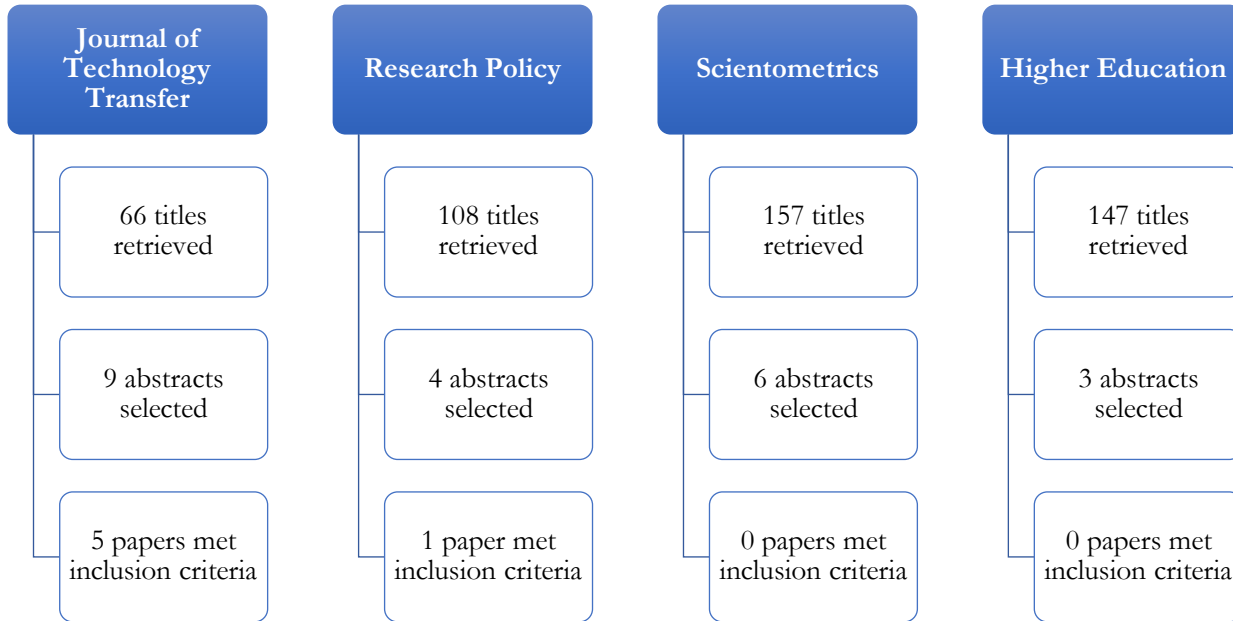 Journal of
Technology
Transfer
66 titles
retrieved
9 abstracts
selected
5 papers met
inclusion criteria
Research Policy
108 titles
retrieved
4 abstracts
selected
1 paper met
inclusion criteria
Scientometrics
157 titles
retrieved
6 abstracts
selected
0 papers met
inclusion criteria
Higher Education
147 titles
retrieved
3 abstracts
selected
0 papers met
inclusion criteria